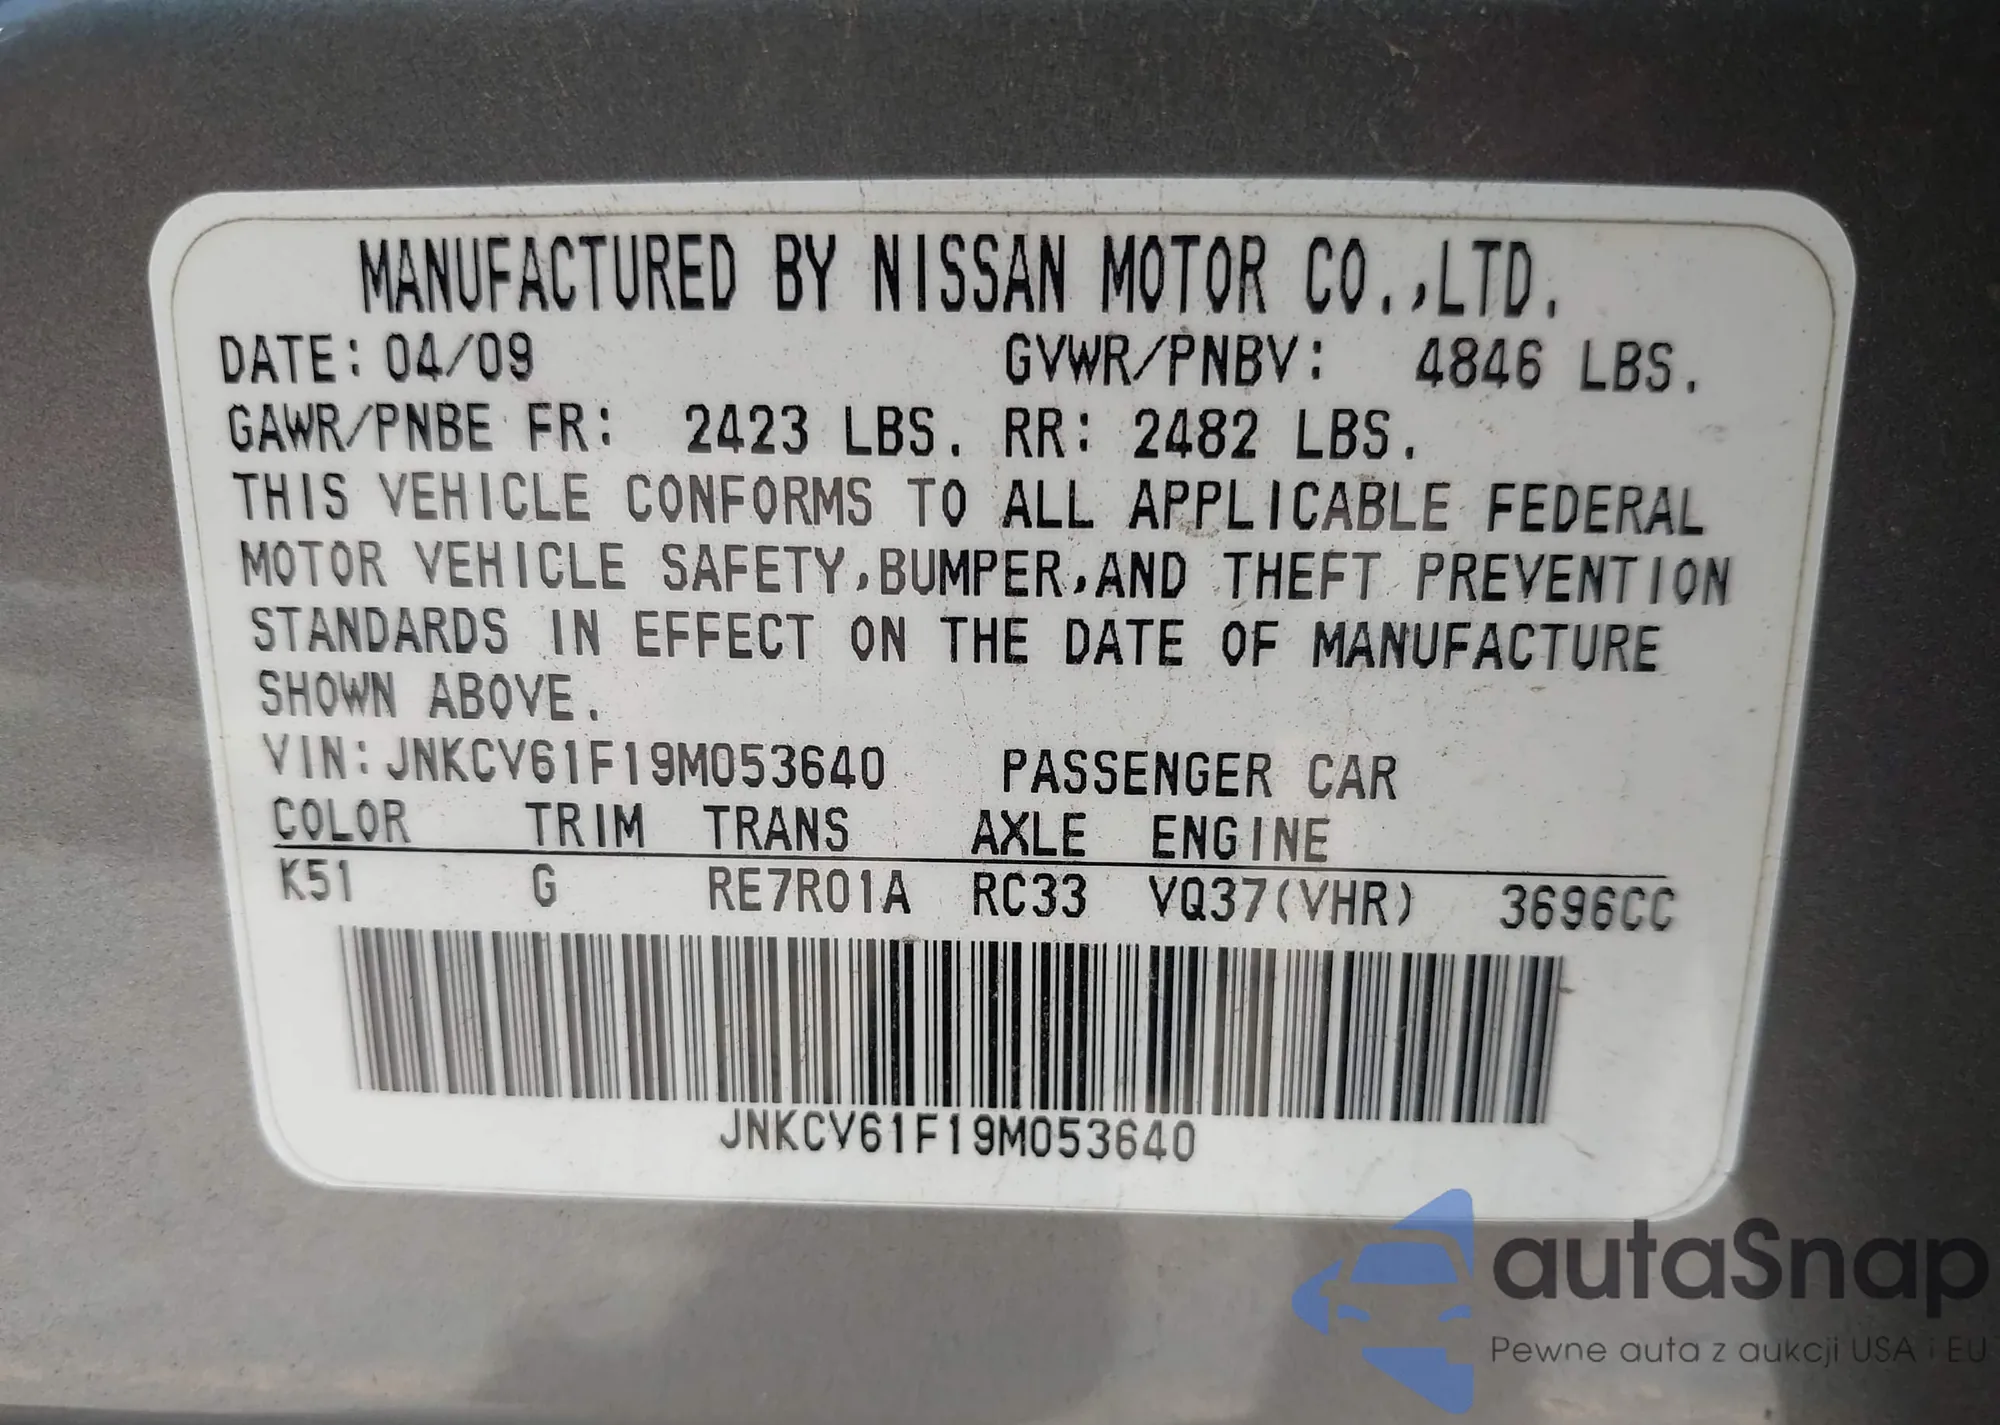 MANUFACTURED BY NISSAN MOTOR CO.,LTD.
DATE: 04/09 GVWR/PNBV: 4846 LBS.
GAWR/PNBE FR: 2423 LBS. RR: 2482 LBS.
THIS VEHICLE CONFORMS TO ALL APPLICABLE FEDERAL
MOTOR VEHICLE SAFETY,BUMPER,AND THEFT PREVENTION
STANDARDS IN EFFECT ON THE DATE OF MANUFACTURE
SHOWN ABOVE.
VIN:JNKCV61F19M053640 PASSENGER CAR
COLOR TRIM TRANS AXLE ENGINE
K51 G RE7R01A RC33 VQ37(VHR) 3696CC
JNKCV61F19M053640
autaSnap
Pewne auta z aukcji USA i EU